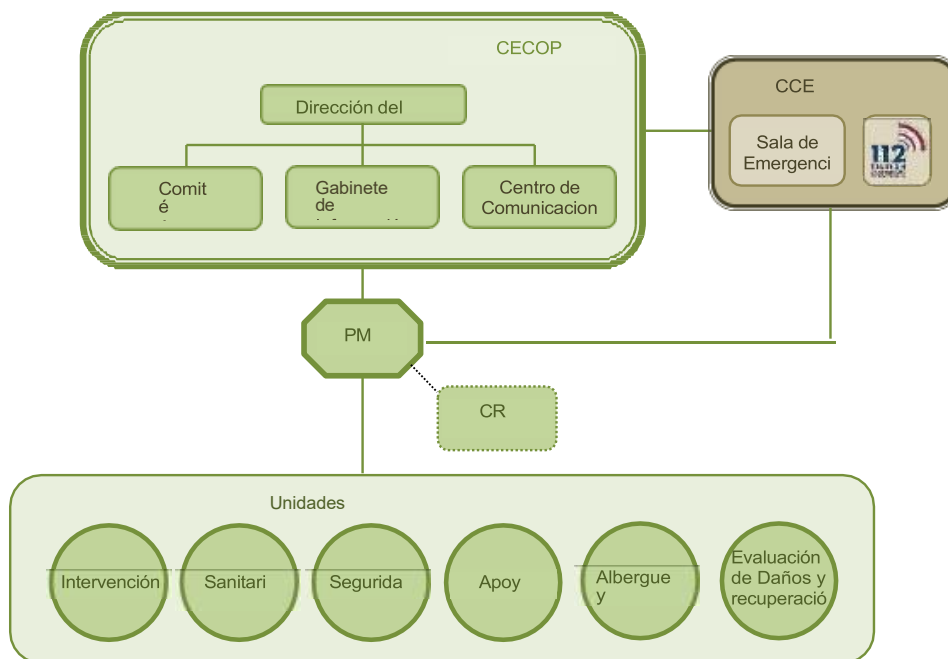 CECOP
Dirección del
Comit
é
Gabinete
de
Centro de
Comunicacion
CCE
Sala de
Emergenci
112
PM
CR
Unidades
Intervención
Sanitari
Segurida
Apoy
Albergue
y
Evaluación
de Daños y
recuperació